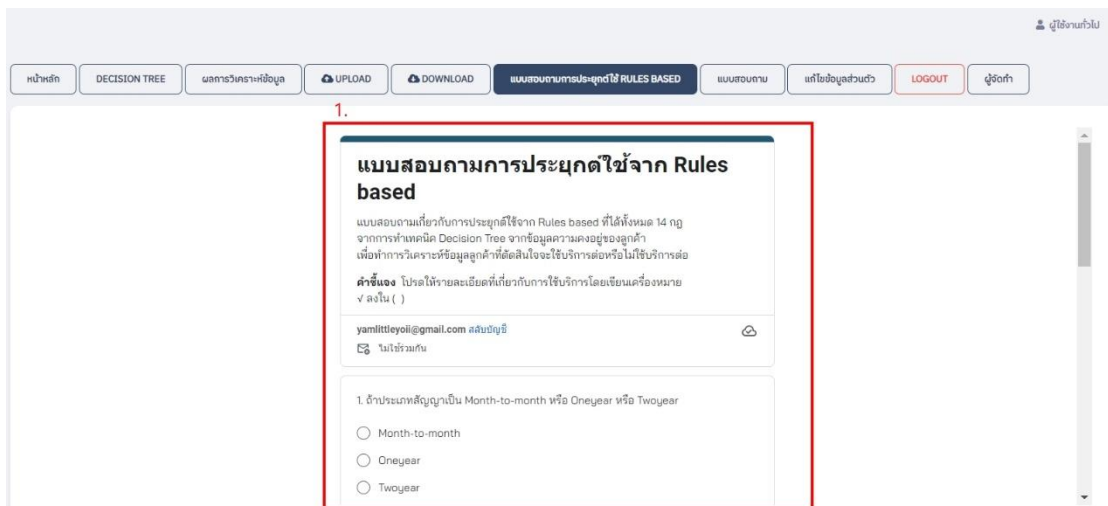 ผู้ใช้งานทั่วไป
หน้าหลัก
DECISION TREE
ผลการวิเคราะห์ข้อมูล
UPLOAD
DOWNLOAD
แบบสอบถามการประยุกต์ใช้ RULES BASED
แบบสอบถาม
แก้ไขข้อมูลส่วนตัว
LOGOUT
ผู้จัดทำ
1.
แบบสอบถามการประยุกต์ใช้จาก Rules
based
แบบสอบถามเกี่ยวกับการประยุกต์ใช้จาก Rules based ที่ได้ทั้งหมด 14 กฎ
จากการทำเทคนิค Decision Tree จากข้อมูลความคงอยู่ของลูกค้า
เพื่อทำการวิเคราะห์ข้อมูลลูกค้าที่ตัดสินใจจะใช้บริการต่อหรือไม่ใช้บริการต่อ
คำชี้แจง โปรดให้รายละเอียดที่เกี่ยวกับการใช้บริการโดยเขียนเครื่องหมาย
√ ลงใน ( )
yamlittleyoii@gmail.com สลับบัญชี
ไม่ใช้ร่วมกัน
1. ถ้าประเภทสัญญาเป็น Month-to-month หรือ Oneyear หรือ Twoyear
Month-to-month
Oneyear
Twoyear